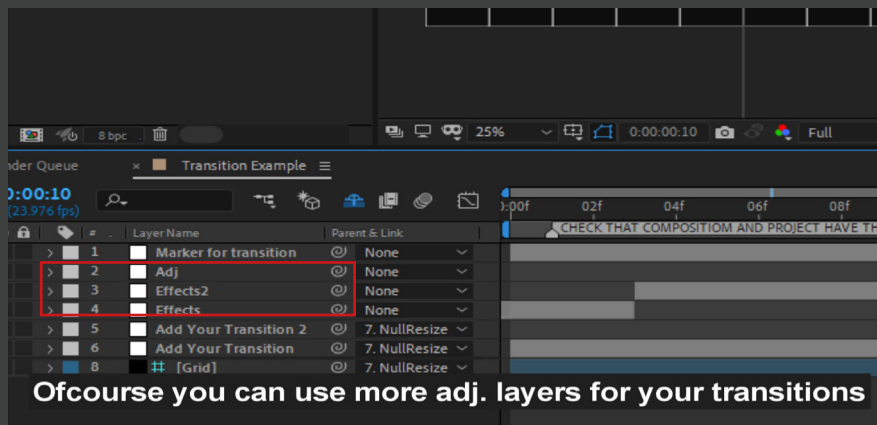 8 bpc
25%
0:00:00:10
Full
der Queue
× Transition Example
0:00:10
(23.976 fps)
:00f 02f 04f 06f 08f
# . Layer Name Parent & Link
CHECK THAT COMPOSITIOM AND PROJECT HAVE TH
1 Marker for transition None
2 Adj None
3 Effects2 None
4 Effects None
5 Add Your Transition 2 7. NullResize
6 Add Your Transition 7. NullResize
8 [Grid] 7. NullResize
Ofcourse you can use more adj. layers for your transitions